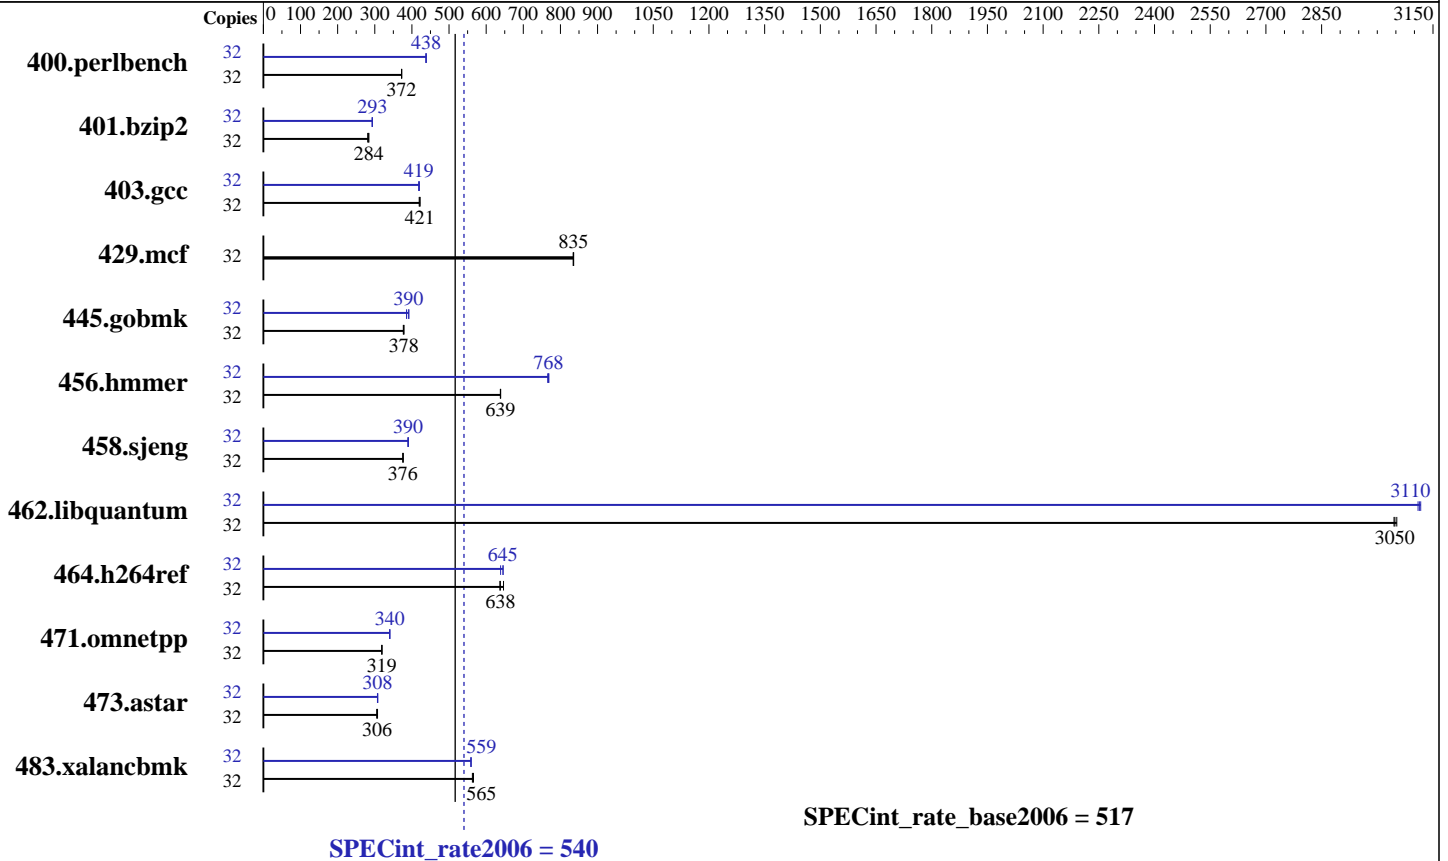 Copies 0 100 200 300 400 500 600 700 800 900 1050 1200 1350 1500 1650 1800 1950 2100 2250 2400 2550 2700 2850 3150
400.perlbench 32 438
32 372
401.bzip2 32 293
32 284
403.gcc 32 419
32 421
429.mcf 32 835
445.gobmk 32 390
32 378
456.hmmer 32 768
32 639
458.sjeng 32 390
32 376
462.libquantum 32 3110
32 3050
464.h264ref 32 645
32 638
471.omnetpp 32 340
32 319
473.astar 32 308
32 306
483.xalancbmk 32 559
32 565
SPECint_rate_base2006 = 517
SPECint_rate2006 = 540